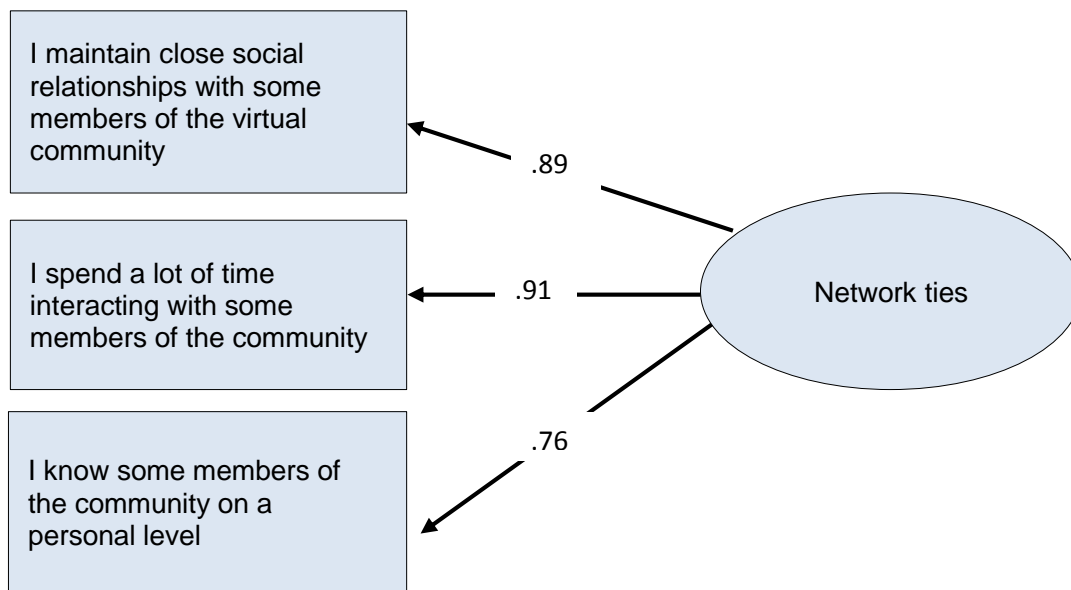 I maintain close social
relationships with some
members of the virtual
community
.89
I spend a lot of time
interacting with some
members of the community
.91
Network ties
I know some members of
the community on a
personal level
.76